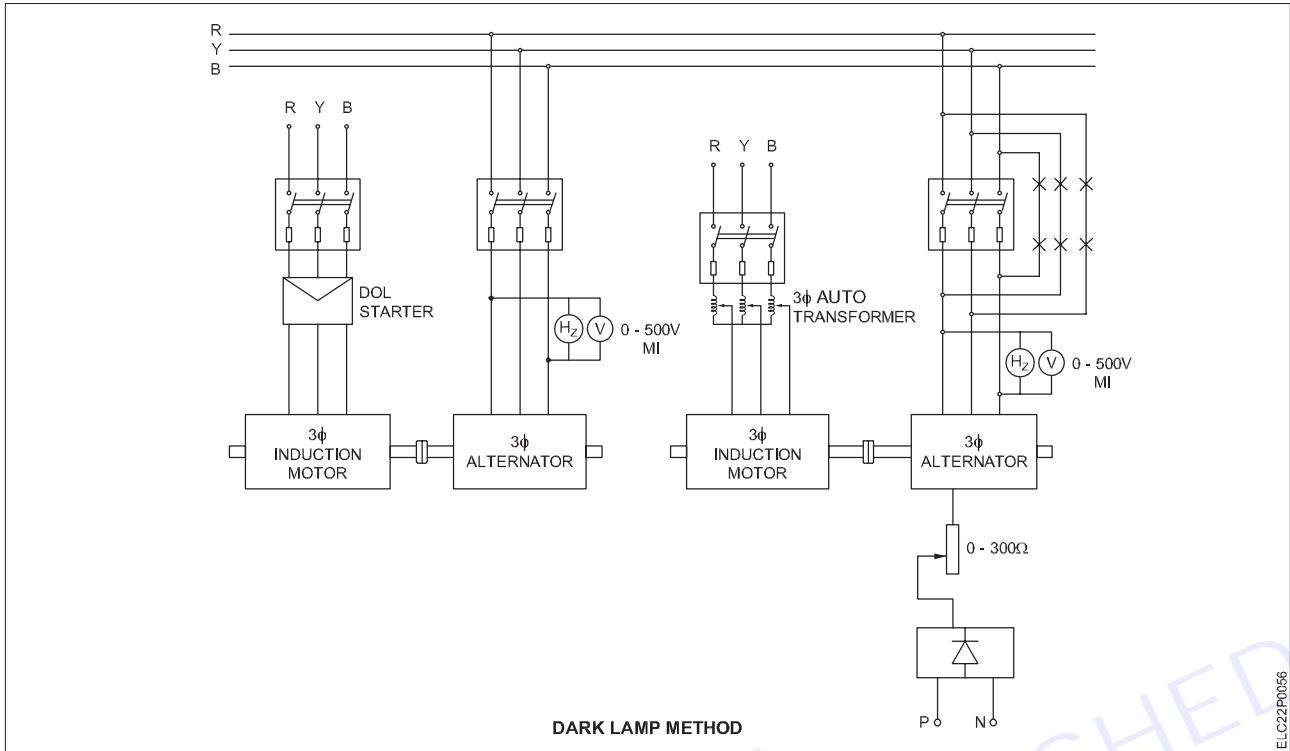 R
Y
B
R Y B
DOL
STARTER
Hz V 0 - 500V
MI
3ϕ
INDUCTION
MOTOR
3ϕ
ALTERNATOR
R Y B
3ϕ AUTO
TRANSFORMER
Hz V 0 - 500V
MI
3ϕ
INDUCTION
MOTOR
3ϕ
ALTERNATOR
0 - 300Ω
P N
DARK LAMP METHOD
ELC22P0056
SHED